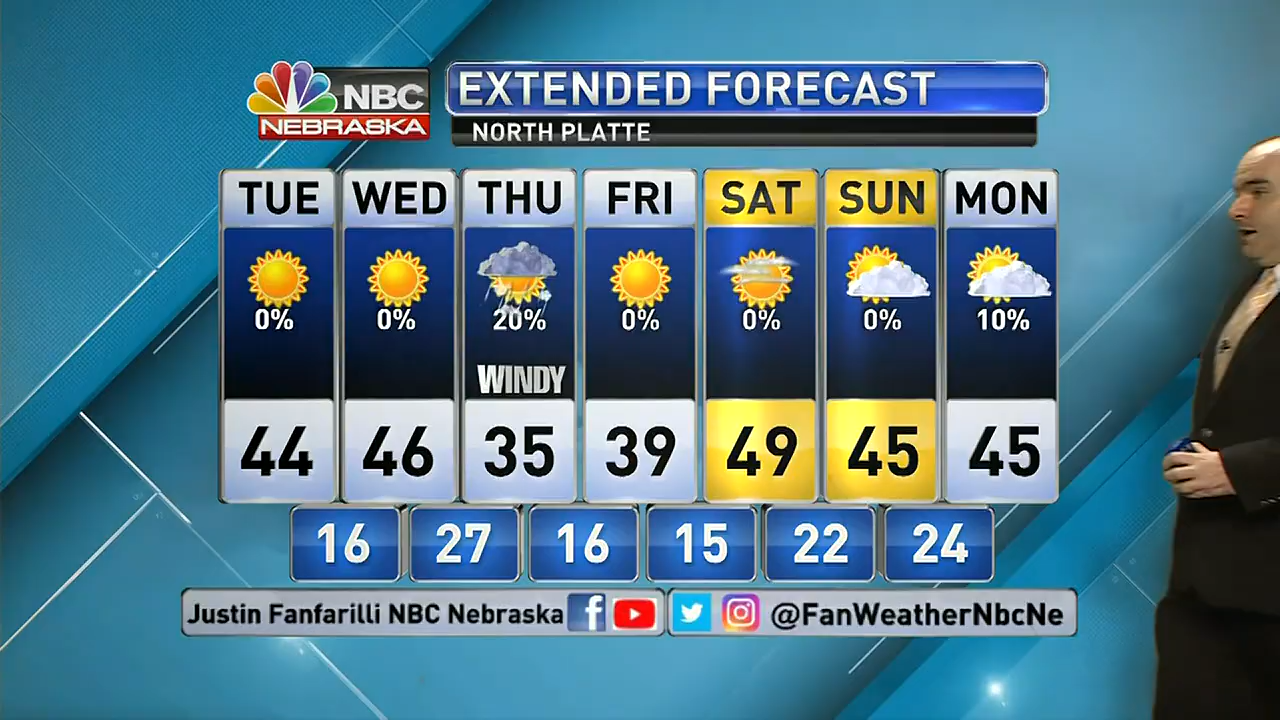 NBC
NEBRASKA
EXTENDED FORECAST
NORTH PLATTE
TUE WED THU FRI SAT SUN MON
0% 0% 20% 0% 0% 0% 10%
WINDY
44 46 35 39 49 45 45
16 27 16 15 22 24
Justin Fanfarilli NBC Nebraska @FanWeatherNbcNe